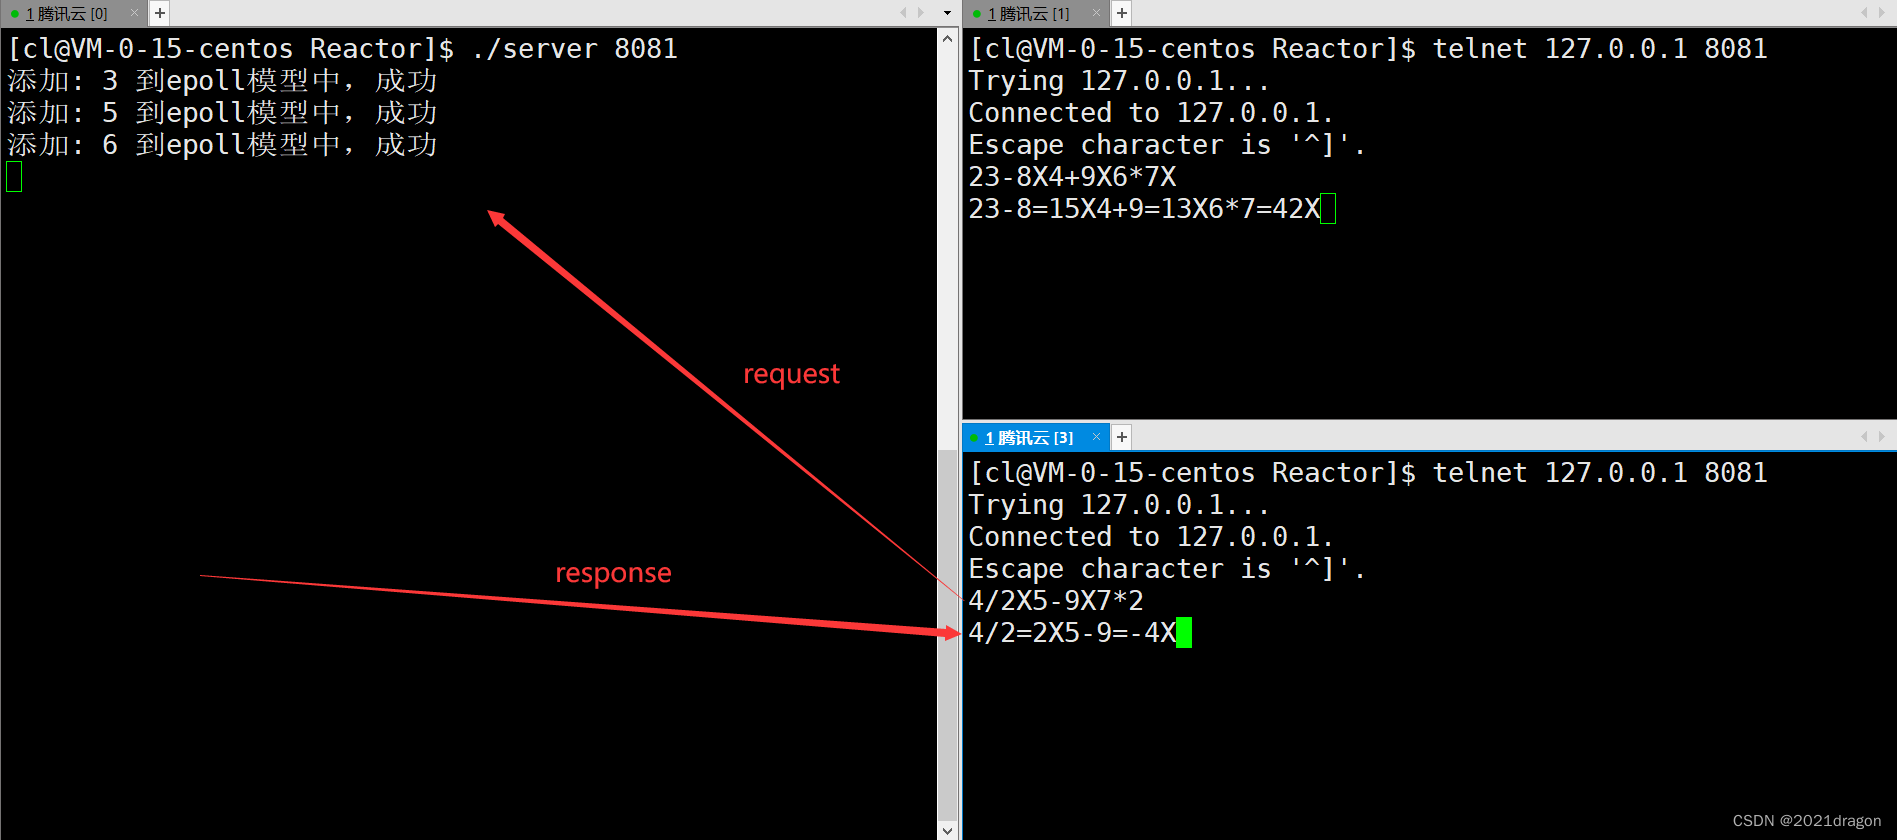 1 腾讯云 [0]
[cl@VM-0-15-centos Reactor]$ ./server 8081
添加: 3 到epoll模型中，成功
添加: 5 到epoll模型中，成功
添加: 6 到epoll模型中，成功
request
response
1 腾讯云 [1]
[cl@VM-0-15-centos Reactor]$ telnet 127.0.0.1 8081
Trying 127.0.0.1...
Connected to 127.0.0.1.
Escape character is '^]'.
23-8X4+9X6*7X
23-8=15X4+9=13X6*7=42X
1 腾讯云 [3]
[cl@VM-0-15-centos Reactor]$ telnet 127.0.0.1 8081
Trying 127.0.0.1...
Connected to 127.0.0.1.
Escape character is '^]'.
4/2X5-9X7*2
4/2=2X5-9=-4X
CSDN @2021dragon